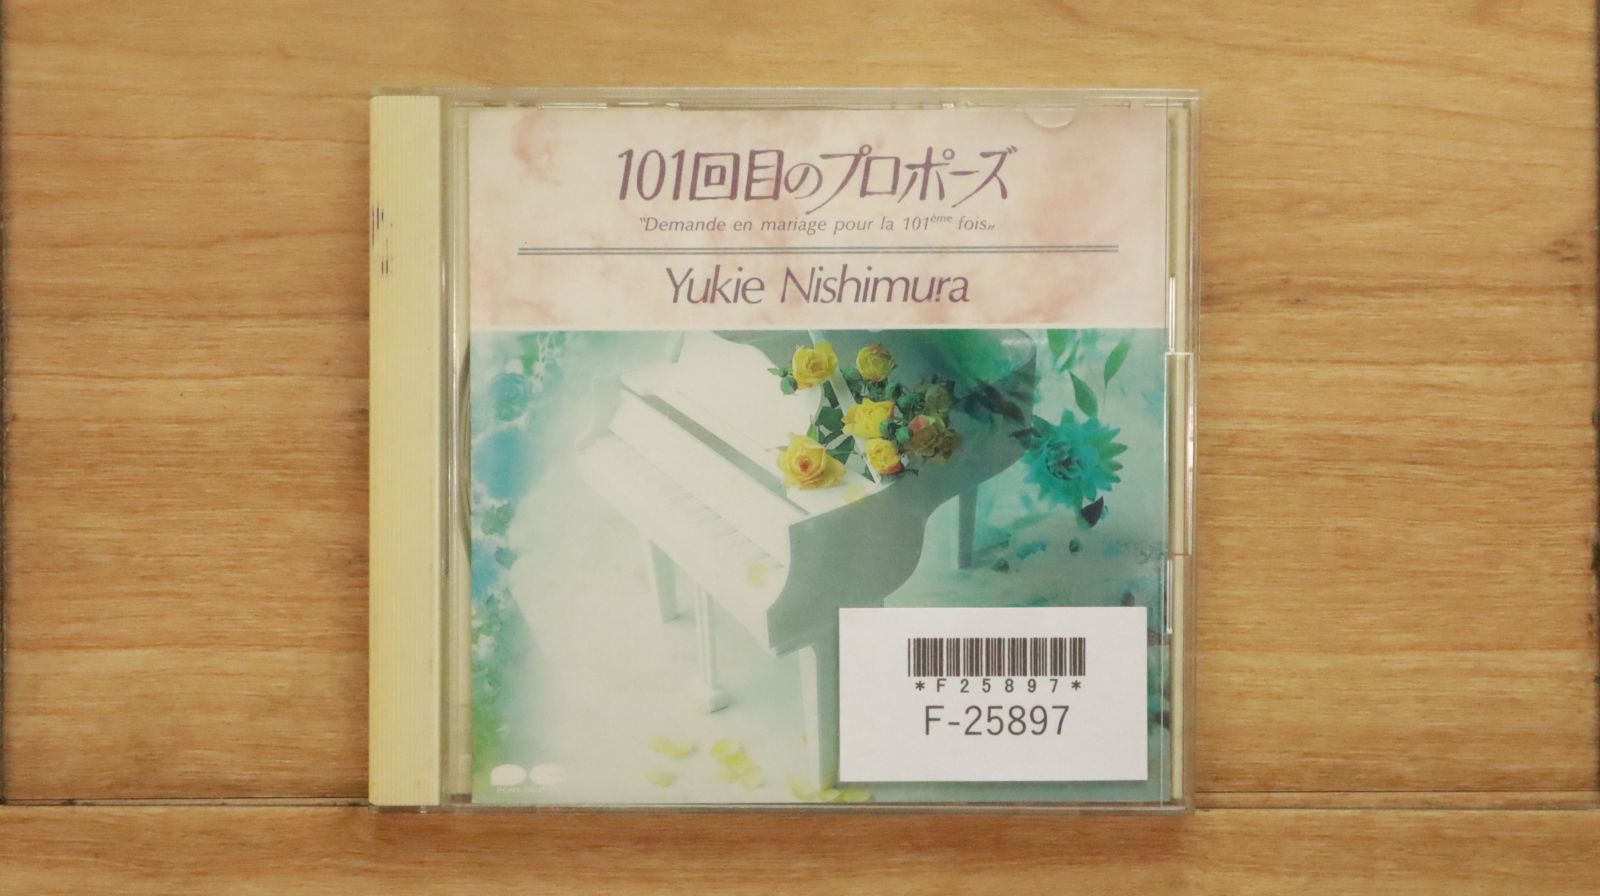 101回目のプロポーズ
"Demande en mariage pour la 101ème fois„
Yukie Nishimura
*F25897*
F-25897